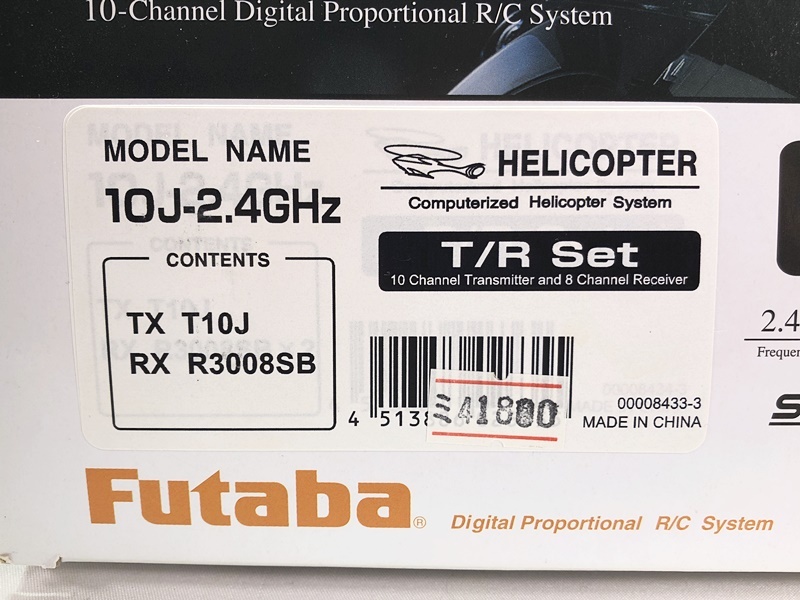 10-Channel Digital Proportional R/C System
MODEL NAME
10J-2.4GHz
HELICOPTER
Computerized Helicopter System
T/R Set
10 Channel Transmitter and 8 Channel Receiver
CONTENTS
TX T10J
RX R3008SB
4 513
41800
00008433-3
MADE IN CHINA
2.4
Futaba®
Digital Proportional R/C System